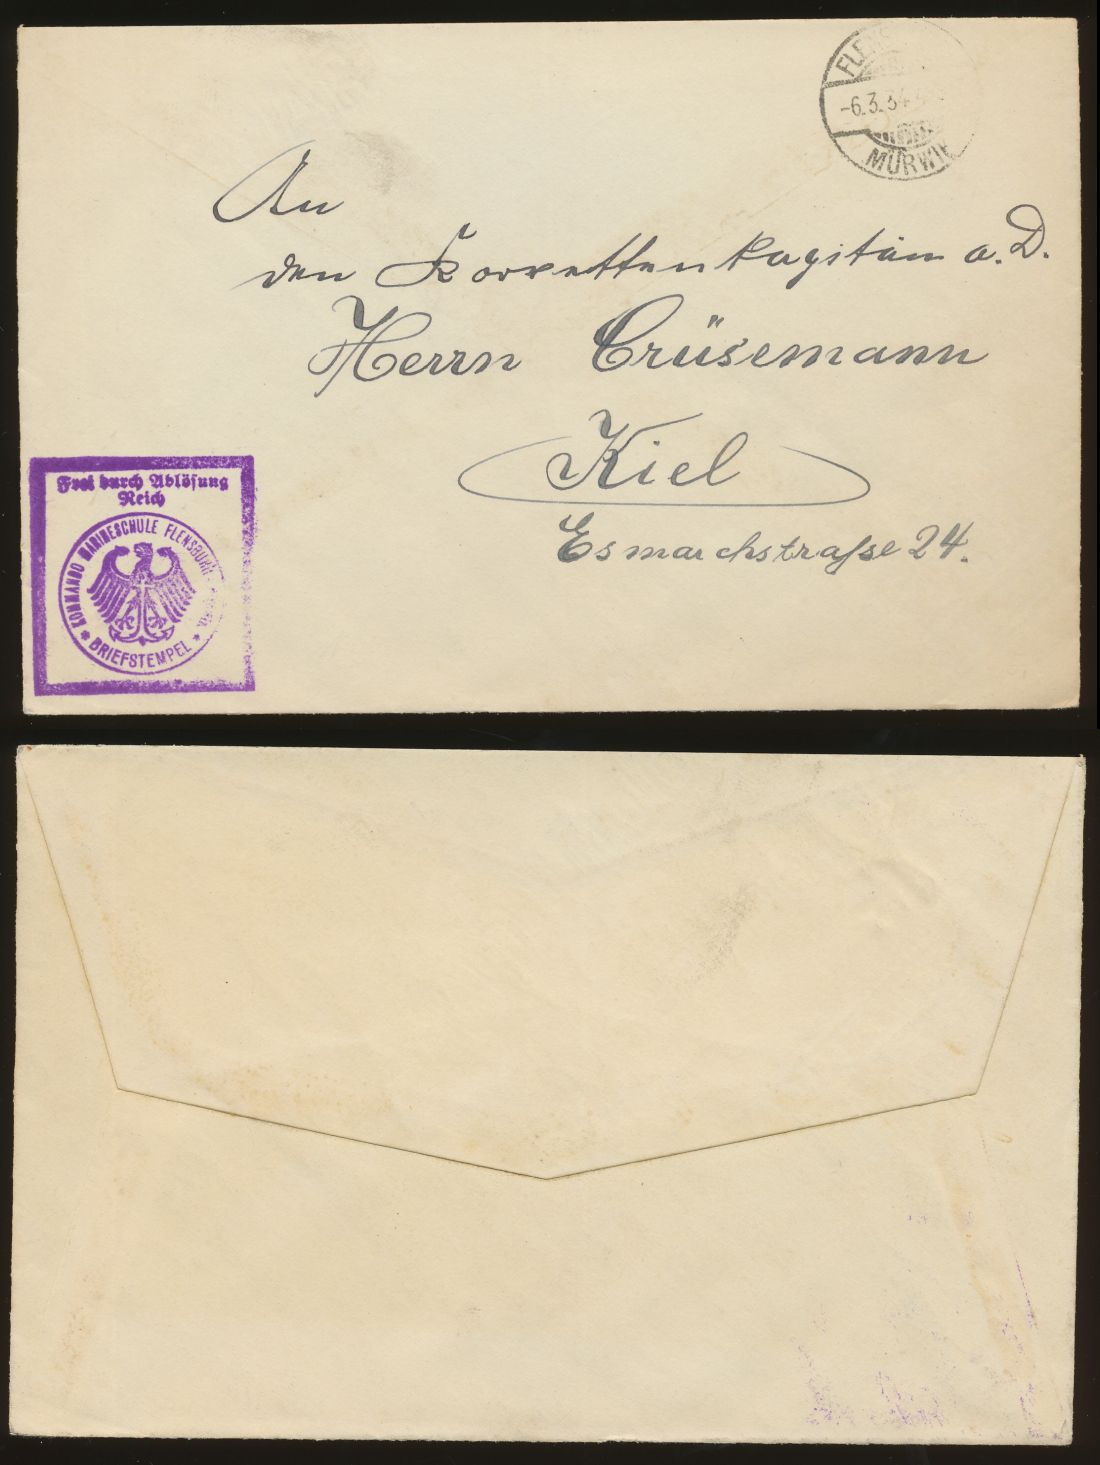 -6.3.34
MÜRWIK
An
den Korvettenkapitän a. D.
Herrn Crüsemann
Kiel
Esmarchstraße 24.
Frei durch Ablösung
Reich
KOMMANDO MARINESCHULE FLENSBURG
* BRIEFSTEMPEL *